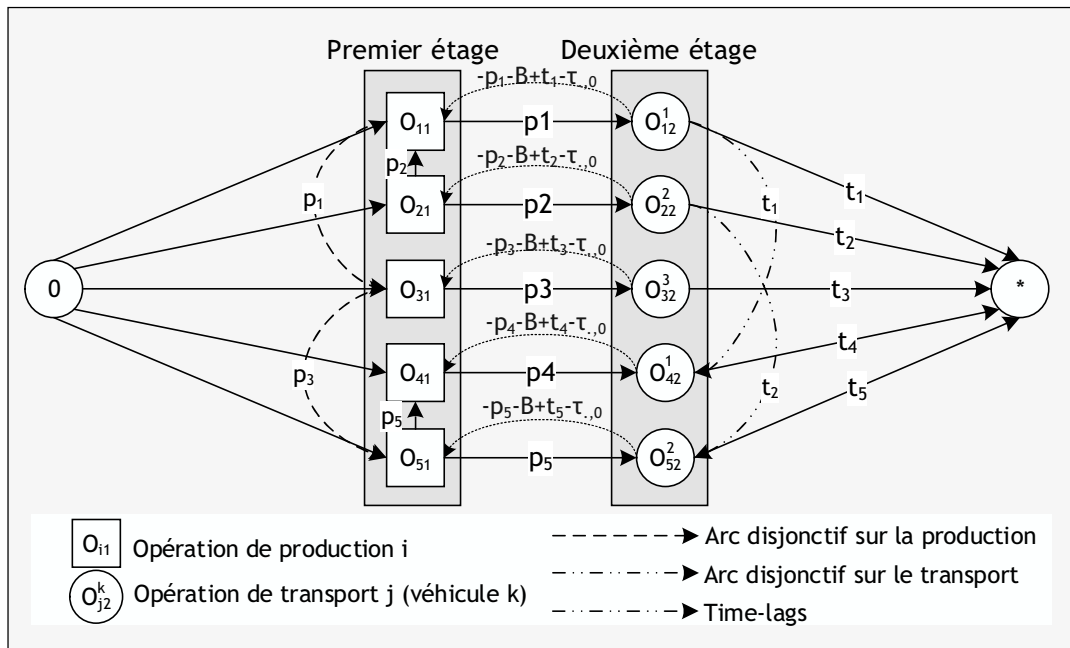 Premier étage
Deuxième étage
-p₁-B+t₁-τ.,₀
O₁₁
p1
O¹₁₂
p₂
-p₂-B+t₂-τ.,₀
t₁
p₁
O₂₁
p2
O²₂₂
t₁
t₂
-p₃-B+t₃-τ.,₀
0
O₃₁
p3
O³₃₂
t₃
*
-p₄-B+t₄-τ.,₀
t₄
p₃
O₄₁
p4
O¹₄₂
t₂
t₅
p₅
-p₅-B+t₅-τ.,₀
O₅₁
p₅
O²₅₂
Oᵢ₁
Opération de production i
Oᵏⱼ₂
Opération de transport j (véhicule k)
Arc disjonctif sur la production
Arc disjonctif sur le transport
Time-lags